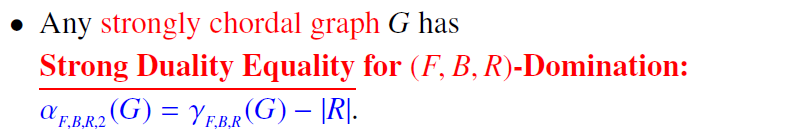 • Any strongly chordal graph G has
Strong Duality Equality for (F, B, R)-Domination:
α_{F,B,R,2}(G) = γ_{F,B,R}(G) − |R|.